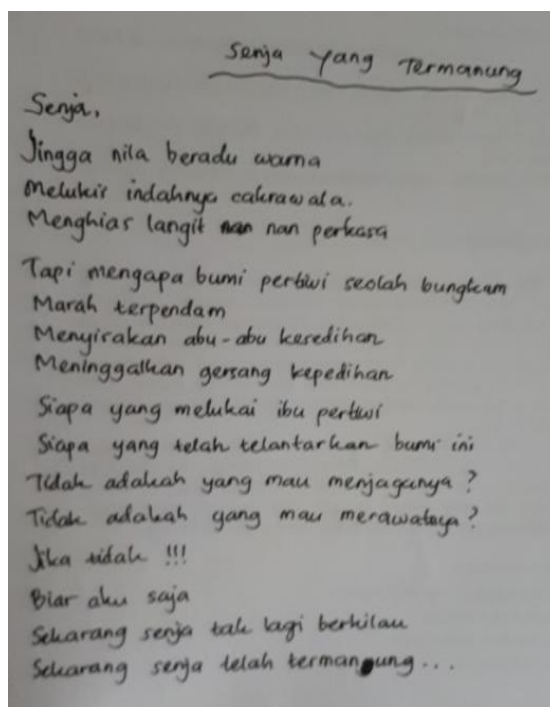 Senja Yang Termanung
Senja,
Jingga nila beradu warna
Melukis indahnya cakrawala.
Menghias langit nan perkasa
Tapi mengapa bumi pertiwi seolah bungkam
Marah terpendam
Menyisakan abu-abu kesedihan
Meninggalkan gersang kepedihan
Siapa yang melukai ibu pertiwi
Siapa yang telah telantarkan bumi ini
Tidak adakah yang mau menjaganya?
Tidak adakah yang mau merawatnya?
Jika tidak !!!
Biar aku saja
Sekarang senja tak lagi berkilau
Sekarang senja telah termanung...